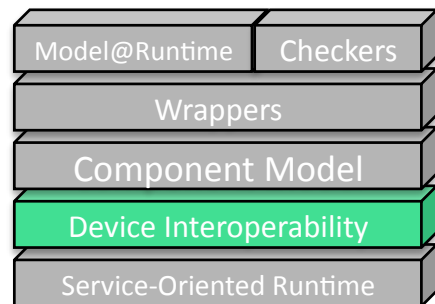 Model@Runtime Checkers
Wrappers
Component Model
Device Interoperability
Service-Oriented Runtime